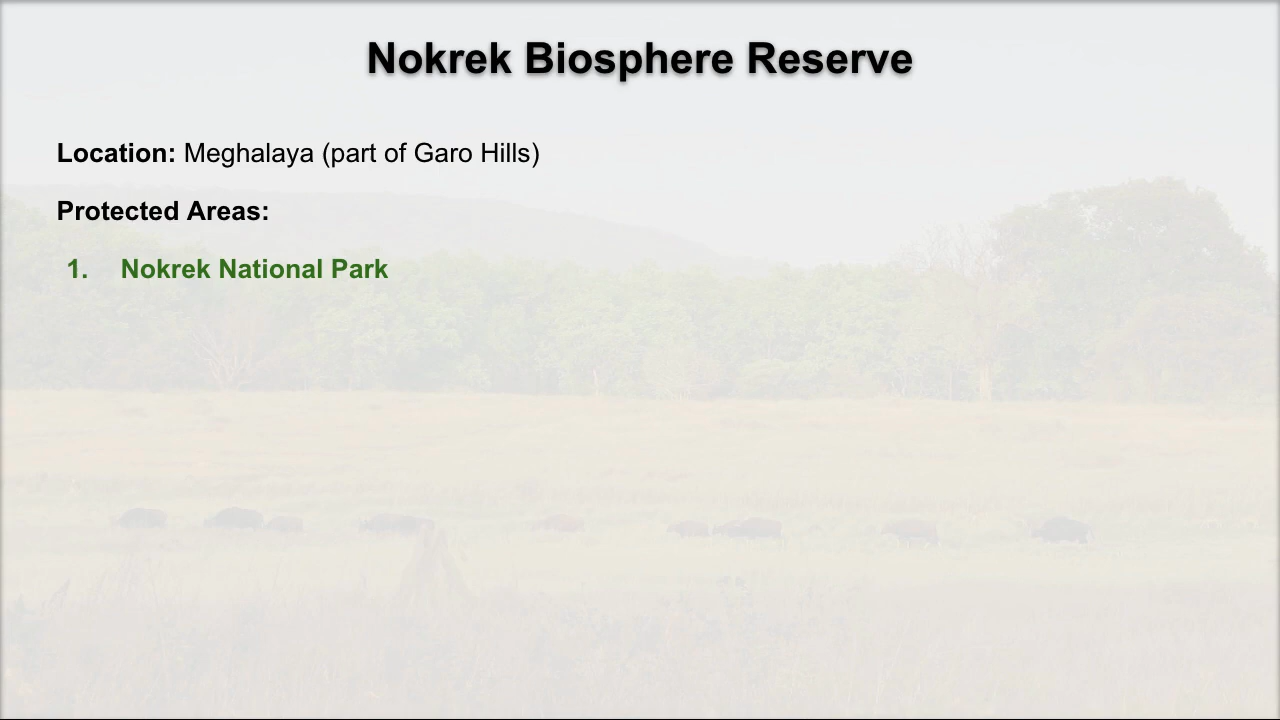 Nokrek Biosphere Reserve
Location: Meghalaya (part of Garo Hills)
Protected Areas:
1. Nokrek National Park